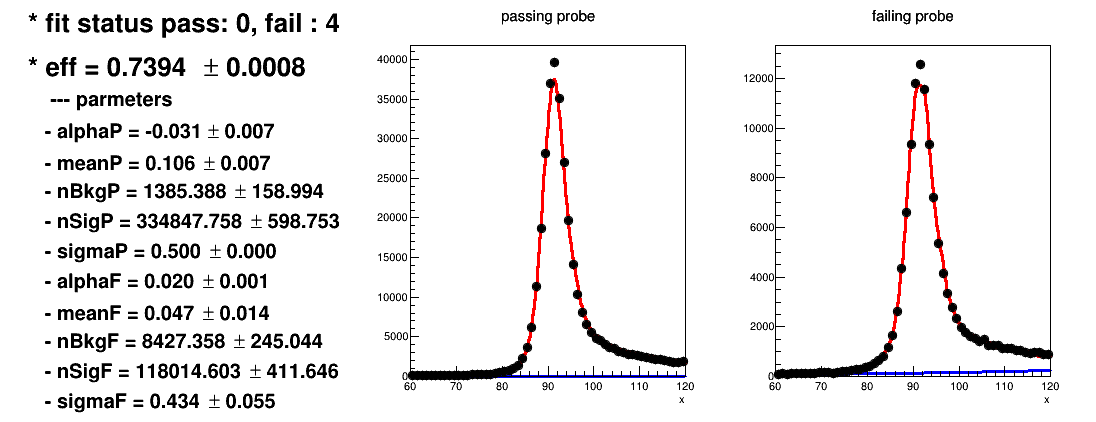 * fit status pass: 0, fail : 4
* eff = 0.7394 ± 0.0008
--- parmeters
- alphaP = -0.031 ± 0.007
- meanP = 0.106 ± 0.007
- nBkgP = 1385.388 ± 158.994
- nSigP = 334847.758 ± 598.753
- sigmaP = 0.500 ± 0.000
- alphaF = 0.020 ± 0.001
- meanF = 0.047 ± 0.014
- nBkgF = 8427.358 ± 245.044
- nSigF = 118014.603 ± 411.646
- sigmaF = 0.434 ± 0.055
passing probe
40000
35000
30000
25000
20000
15000
10000
5000
0
60 70 80 90 100 110 120
x
failing probe
12000
10000
8000
6000
4000
2000
0
60 70 80 90 100 110 120
x